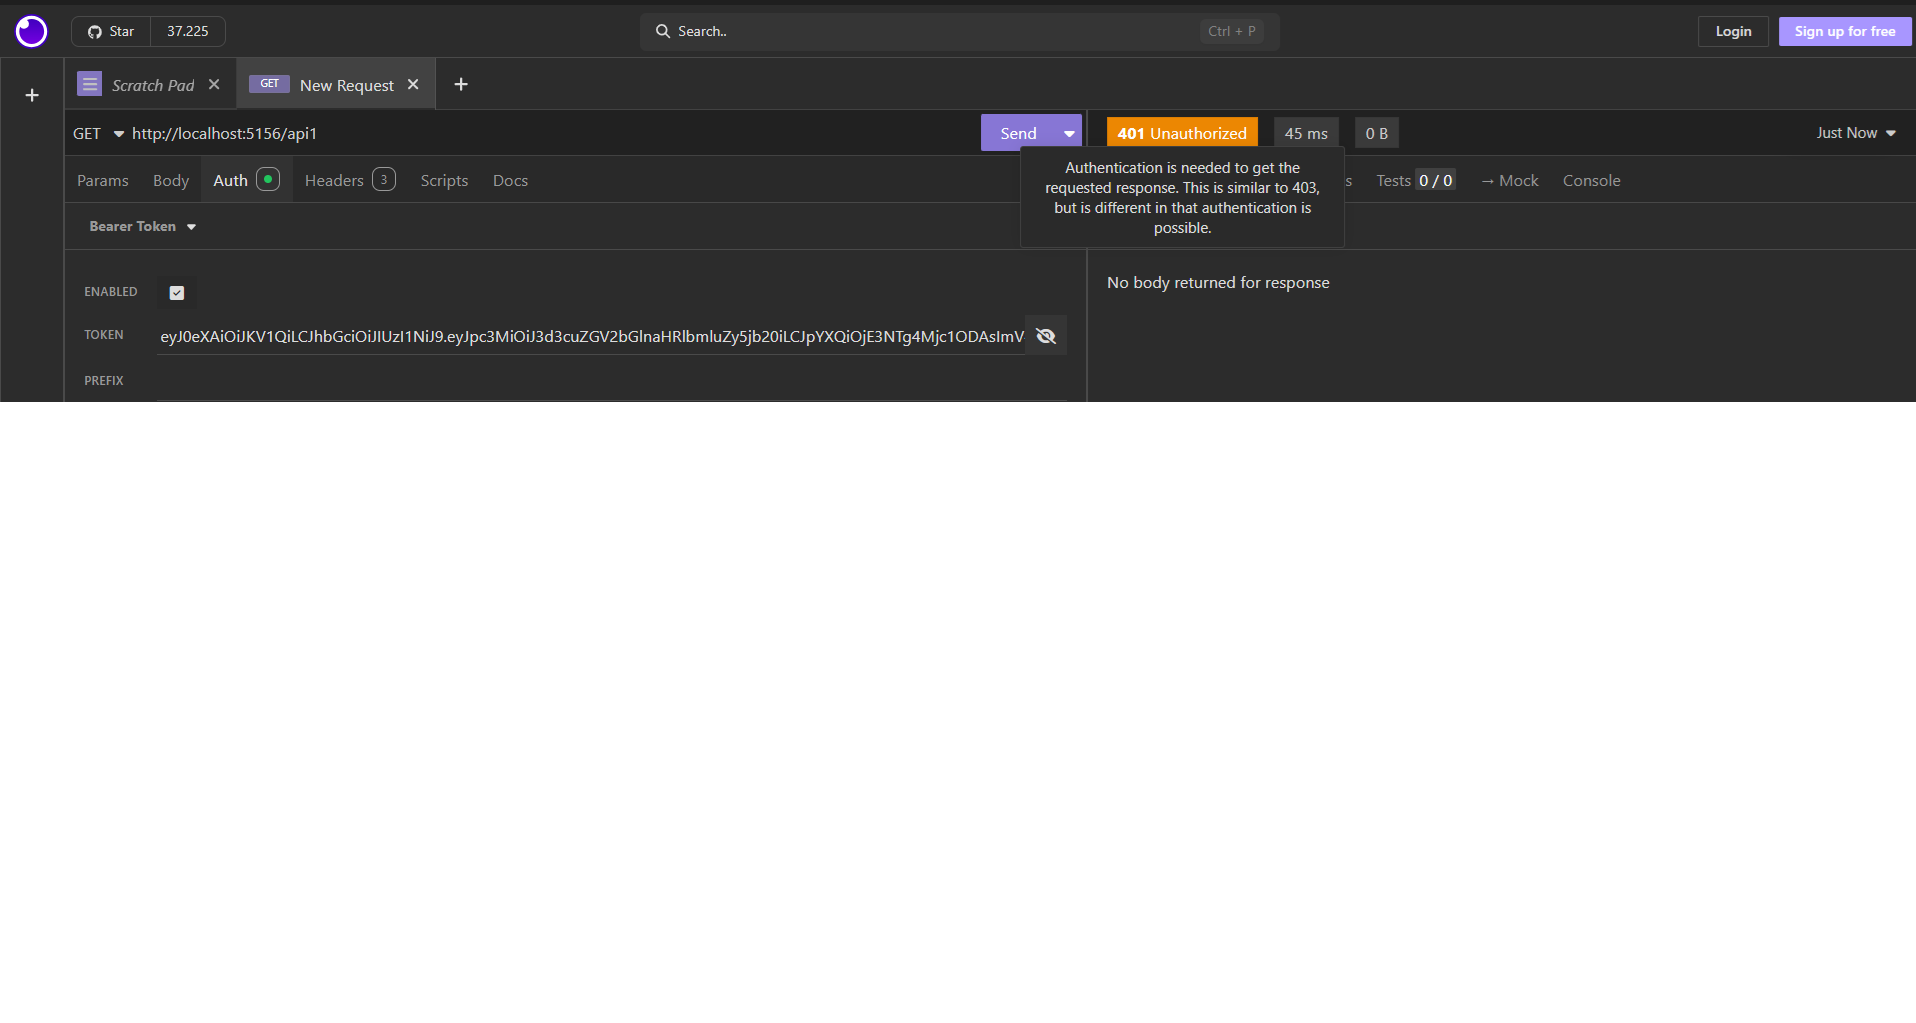 Star 37.225 Search.. Ctrl + P Login Sign up for free
Scratch Pad GET New Request
GET http://localhost:5156/api1 Send 401 Unauthorized 45 ms 0 B Just Now
Params Body Auth Headers 3 Scripts Docs s Tests 0 / 0 → Mock Console
Authentication is needed to get the
requested response. This is similar to 403,
but is different in that authentication is
possible.
Bearer Token
ENABLED
No body returned for response
TOKEN eyJ0eXAiOiJKV1QiLCJhbGciOiJIUzI1NiJ9.eyJpc3MiOiJ3d3cuZGV2bGlnaHRlbmluZy5jb20iLCJpYXQiOjE3NTg4Mjc1ODAsImV
PREFIX